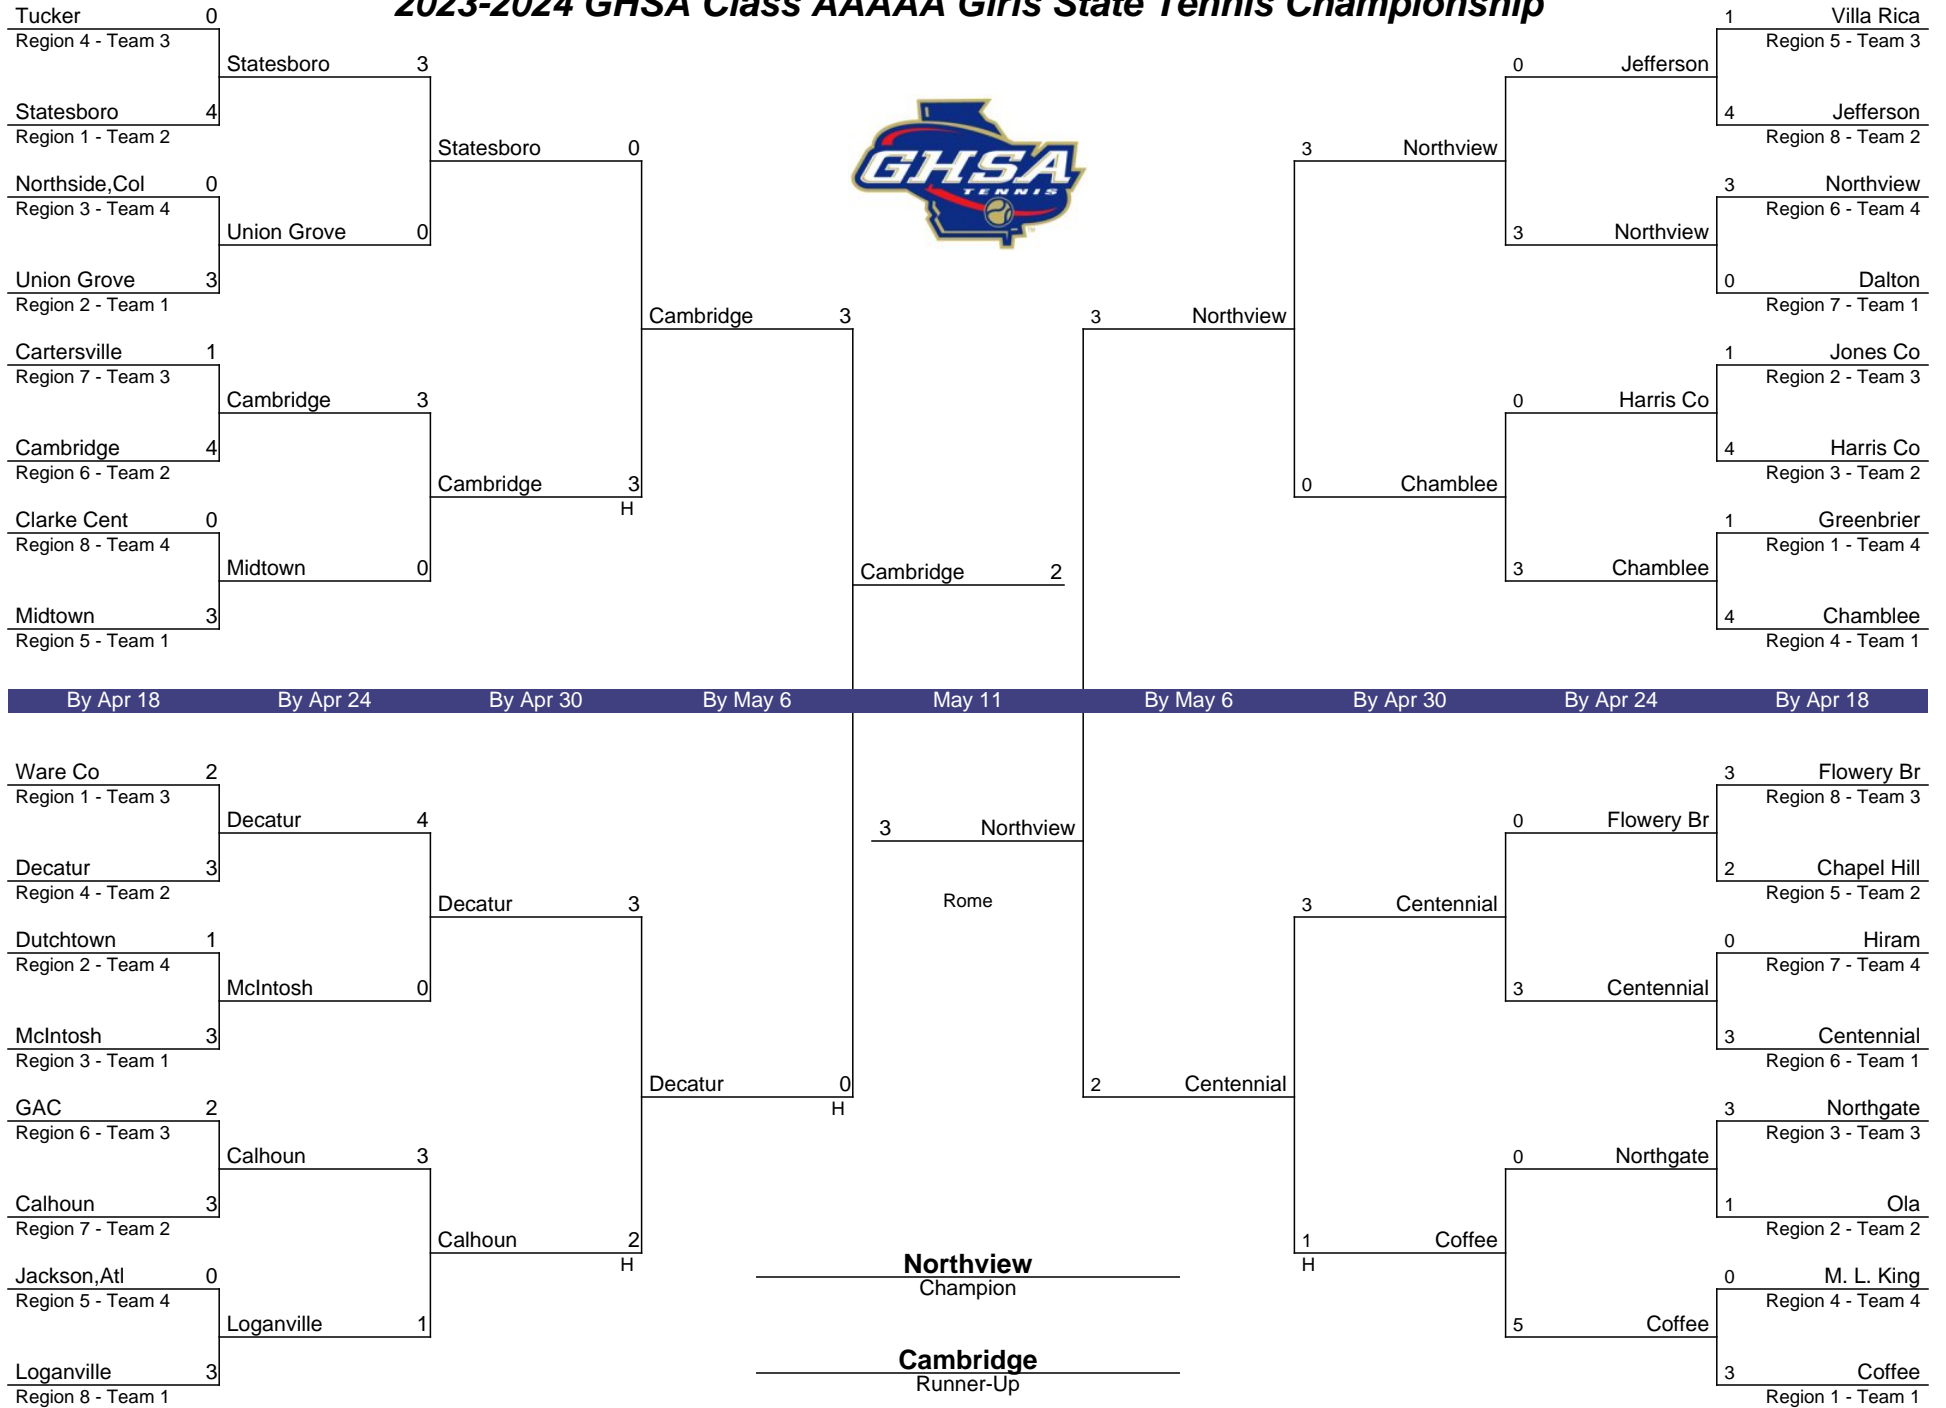 2023-2024 GHSA Class AAAAA Girls State Tennis Championship
Tucker 0
Region 4 - Team 3
Statesboro 3
Statesboro 4
Region 1 - Team 2
Statesboro 0
Northside,Col 0
Region 3 - Team 4
Union Grove 0
Union Grove 3
Region 2 - Team 1
Cambridge 3
Cartersville 1
Region 7 - Team 3
Cambridge 3
Cambridge 4
Region 6 - Team 2
Cambridge 3
H
Clarke Cent 0
Region 8 - Team 4
Midtown 0
Midtown 3
Region 5 - Team 1
Cambridge 2
GHSA
TENNIS
1 Villa Rica
Region 5 - Team 3
0 Jefferson
4 Jefferson
Region 8 - Team 2
3 Northview
3 Northview
Region 6 - Team 4
3 Northview
0 Dalton
Region 7 - Team 1
3 Northview
1 Jones Co
Region 2 - Team 3
0 Harris Co
4 Harris Co
Region 3 - Team 2
0 Chamblee
1 Greenbrier
Region 1 - Team 4
3 Chamblee
4 Chamblee
Region 4 - Team 1
By Apr 18 By Apr 24 By Apr 30 By May 6 May 11 By May 6 By Apr 30 By Apr 24 By Apr 18
Ware Co 2
Region 1 - Team 3
Decatur 4
Decatur 3
Region 4 - Team 2
Decatur 3
Dutchtown 1
Region 2 - Team 4
McIntosh 0
McIntosh 3
Region 3 - Team 1
Decatur 0
H
GAC 2
Region 6 - Team 3
Calhoun 3
Calhoun 3
Region 7 - Team 2
Calhoun 2
H
Jackson,Atl 0
Region 5 - Team 4
Loganville 1
Loganville 3
Region 8 - Team 1
3 Northview
Rome
3 Flowery Br
Region 8 - Team 3
0 Flowery Br
2 Chapel Hill
Region 5 - Team 2
3 Centennial
0 Hiram
Region 7 - Team 4
3 Centennial
3 Centennial
Region 6 - Team 1
2 Centennial
3 Northgate
Region 3 - Team 3
0 Northgate
1 Ola
Region 2 - Team 2
1 Coffee
H
0 M. L. King
Region 4 - Team 4
5 Coffee
3 Coffee
Region 1 - Team 1
Northview
Champion
Cambridge
Runner-Up